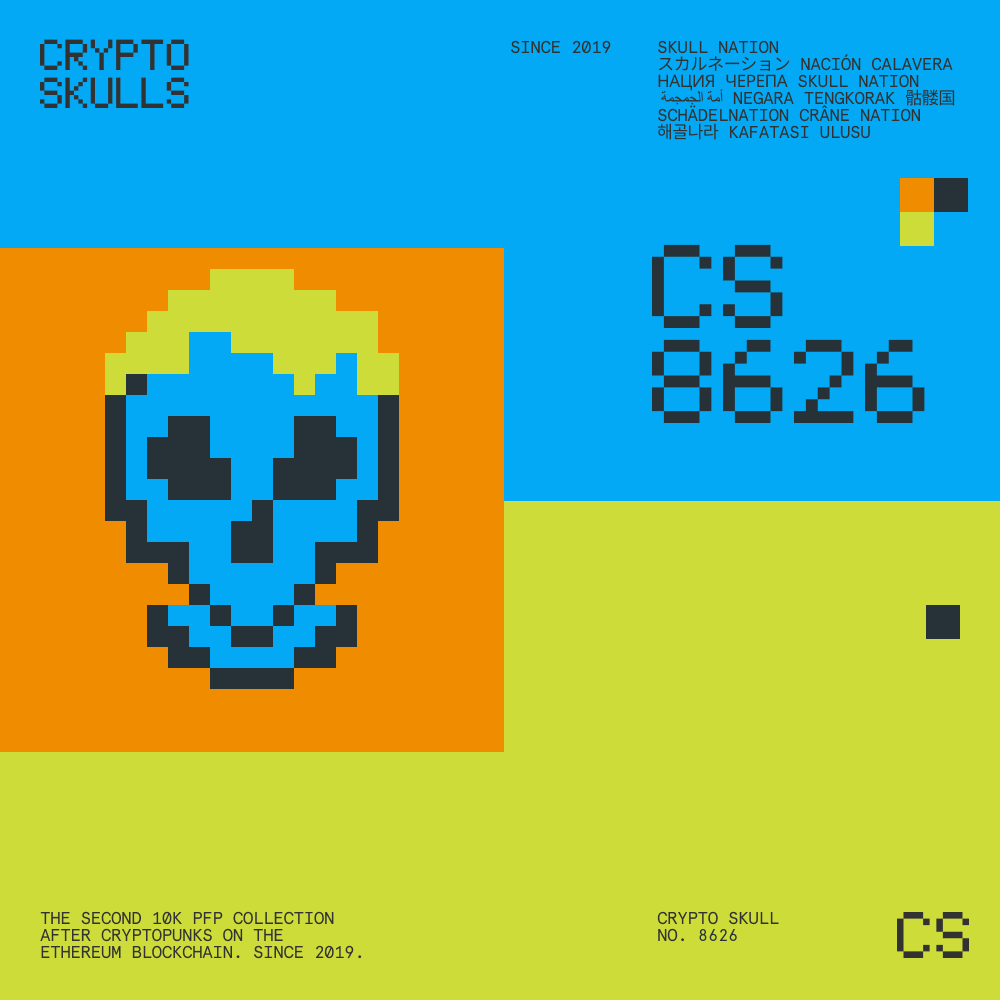 CRYPTO
SKULLS
SINCE 2019
SKULL NATION
スカルネーション NACIÓN CALAVERA
НАЦИЯ ЧЕРЕПА SKULL NATION
أمة الجمجمة NEGARA TENGKORAK 骷髅国
SCHÄDELNATION CRÂNE NATION
해골나라 KAFATASI ULUSU
CS
8626
THE SECOND 10K PFP COLLECTION
AFTER CRYPTOPUNKS ON THE
ETHEREUM BLOCKCHAIN. SINCE 2019.
CRYPTO SKULL
NO. 8626
CS